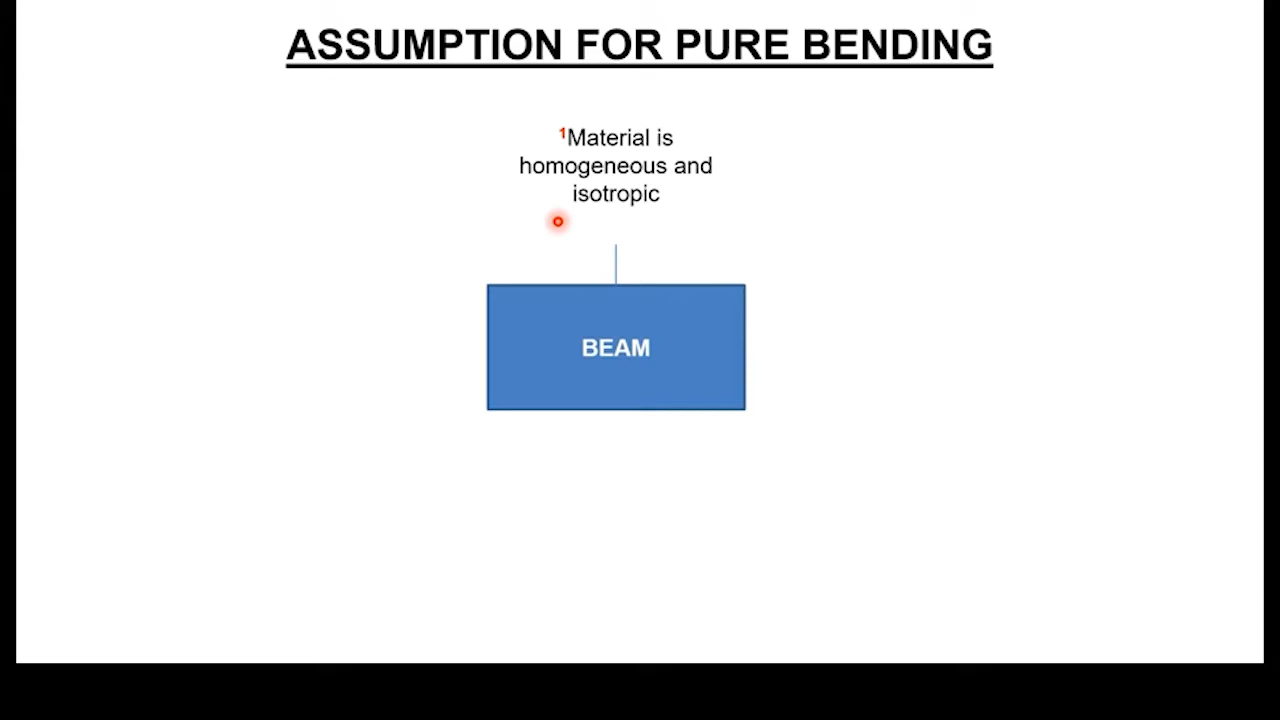 ASSUMPTION FOR PURE BENDING
1Material is
homogeneous and
isotropic
BEAM